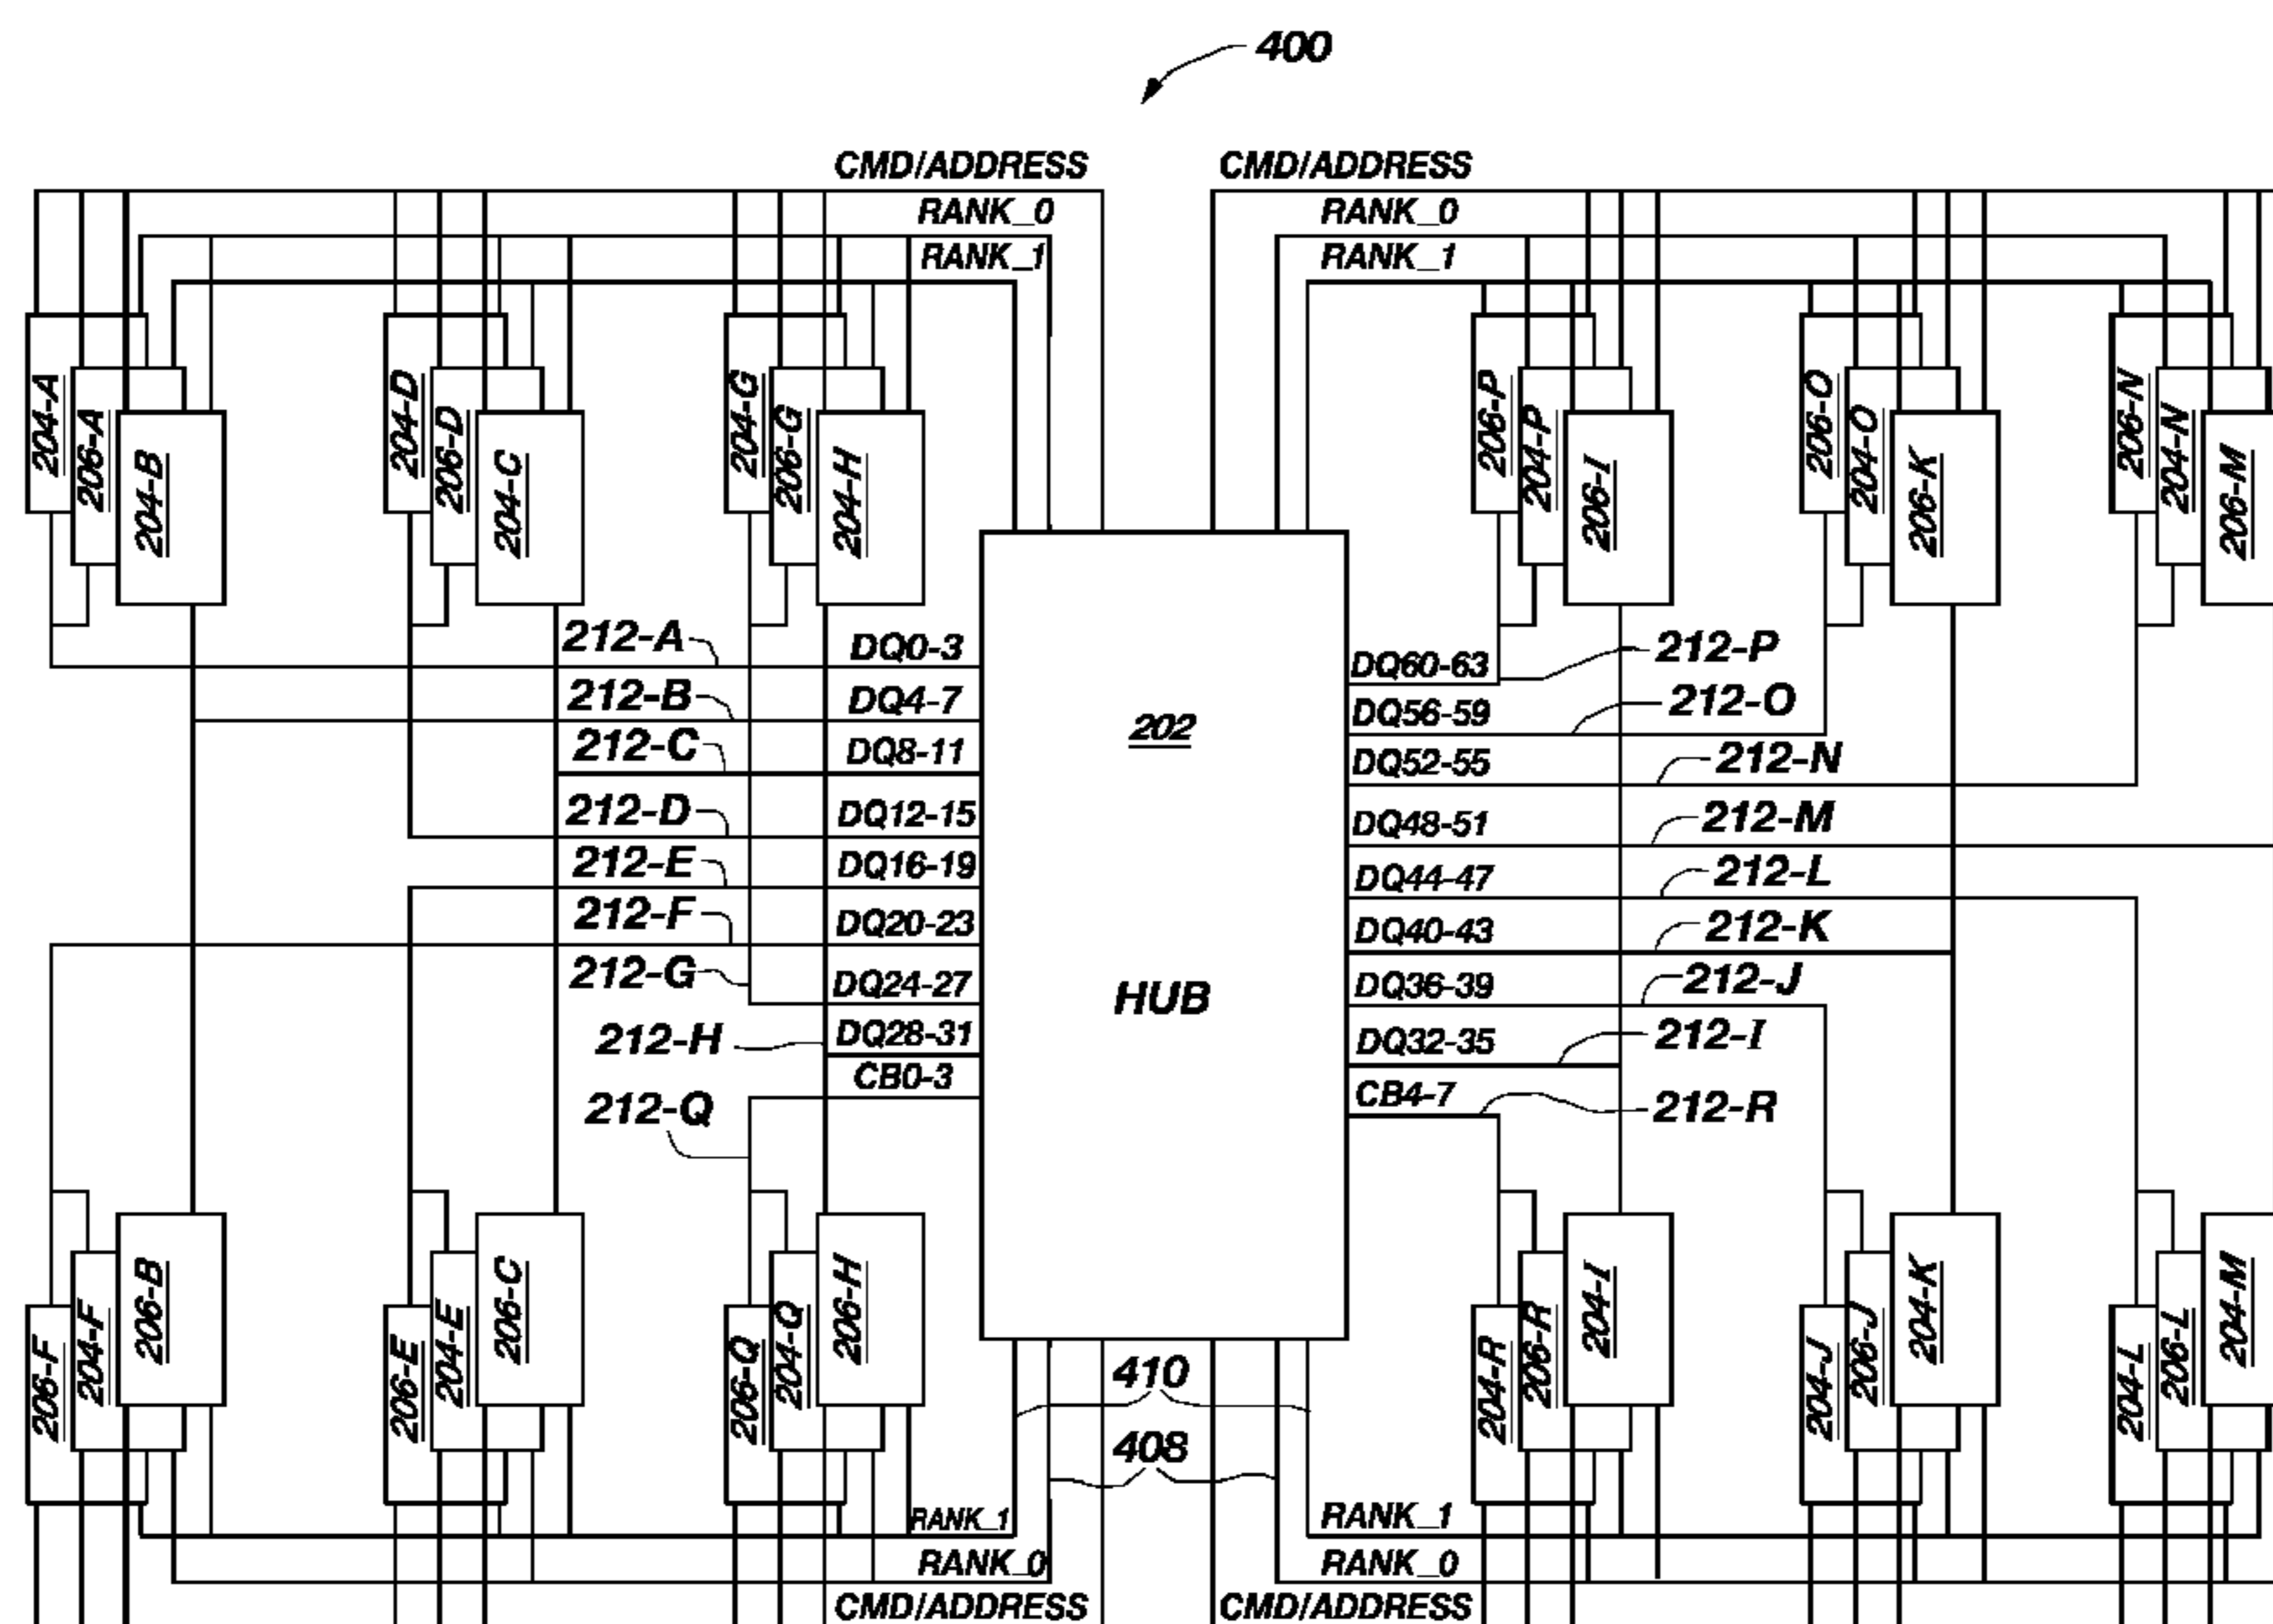 400
CMD/ADDRESS CMD/ADDRESS
RANK_0 RANK_0
RANK_1 RANK_1
204-A 206-A 204-B 204-D 206-D 204-C 204-G 206-G 204-H 206-P 204-P 206-I 206-O 204-O 206-K 206-N 204-N 206-M
212-A DQ0-3 DQ60-63 212-P
212-B DQ4-7 DQ56-59 212-O
202
212-C DQ8-11 DQ52-55 212-N
212-D DQ12-15 DQ48-51 212-M
212-E DQ16-19 DQ44-47 212-L
212-F DQ20-23 DQ40-43 212-K
212-G DQ24-27 HUB DQ36-39 212-J
212-H DQ28-31 DQ32-35 212-I
CB0-3 CB4-7 212-R
212-Q
206-F 204-F 206-B 206-E 204-E 206-C 206-Q 204-Q 206-H 204-R 206-R 204-I 204-J 206-J 204-K 204-L 206-L 204-M
410
408
RANK_1 RANK_1
RANK_0 RANK_0
CMD/ADDRESS CMD/ADDRESS